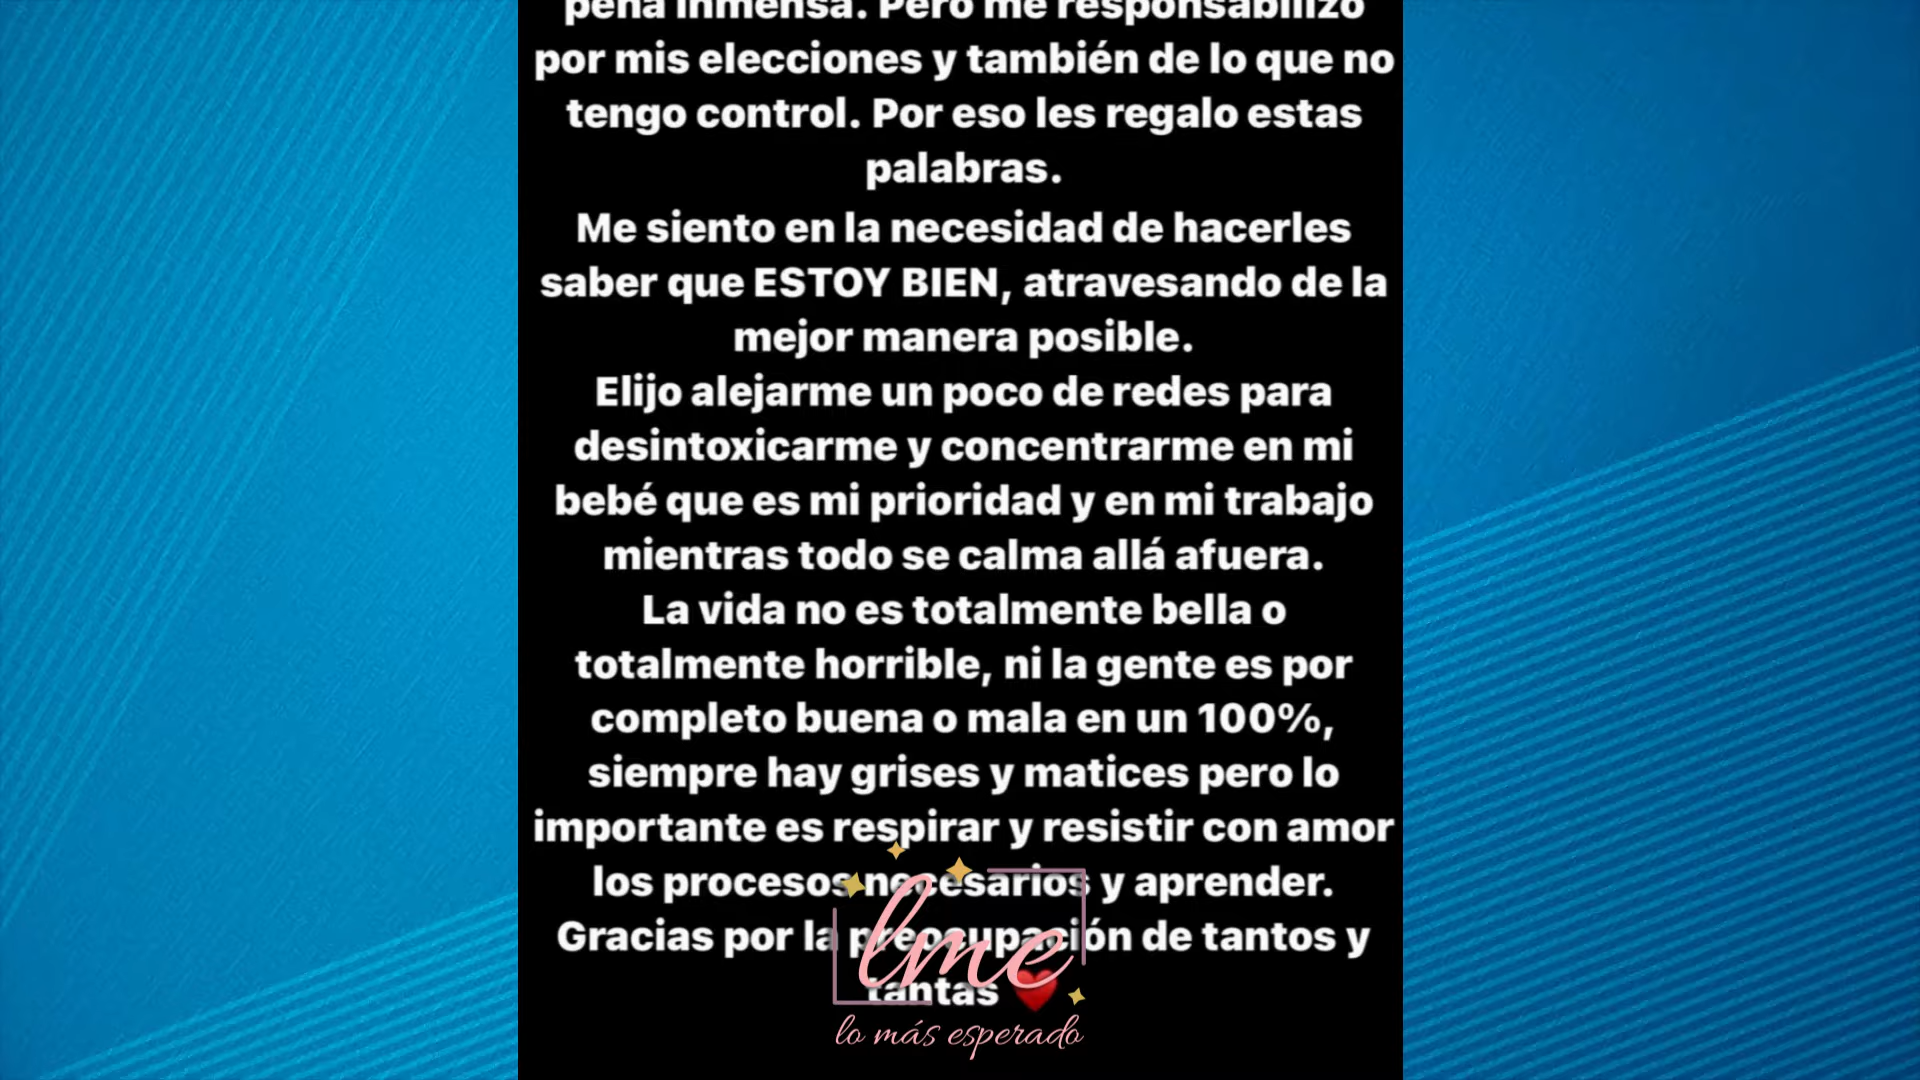 pena inmensa. Pero me responsabilizo
por mis elecciones y también de lo que no
tengo control. Por eso les regalo estas
palabras.
Me siento en la necesidad de hacerles
saber que ESTOY BIEN, atravesando de la
mejor manera posible.
Elijo alejarme un poco de redes para
desintoxicarme y concentrarme en mi
bebé que es mi prioridad y en mi trabajo
mientras todo se calma allá afuera.
La vida no es totalmente bella o
totalmente horrible, ni la gente es por
completo buena o mala en un 100%,
siempre hay grises y matices pero lo
importante es respirar y resistir con amor
los procesos necesarios y aprender.
Gracias por la preocupación de tantos y
tantas ❤️
lme
lo más esperado